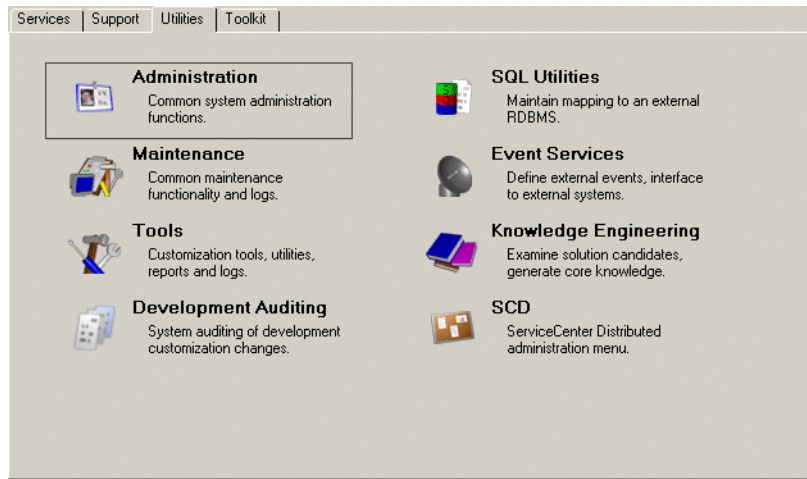 Services Support Utilities Toolkit
Administration
Common system administration
functions.
Maintenance
Common maintenance
functionality and logs.
Tools
Customization tools, utilities,
reports and logs.
Development Auditing
System auditing of development
customization changes.
SQL Utilities
Maintain mapping to an external
RDBMS.
Event Services
Define external events, interface
to external systems.
Knowledge Engineering
Examine solution candidates,
generate core knowledge.
SCD
ServiceCenter Distributed
administration menu.